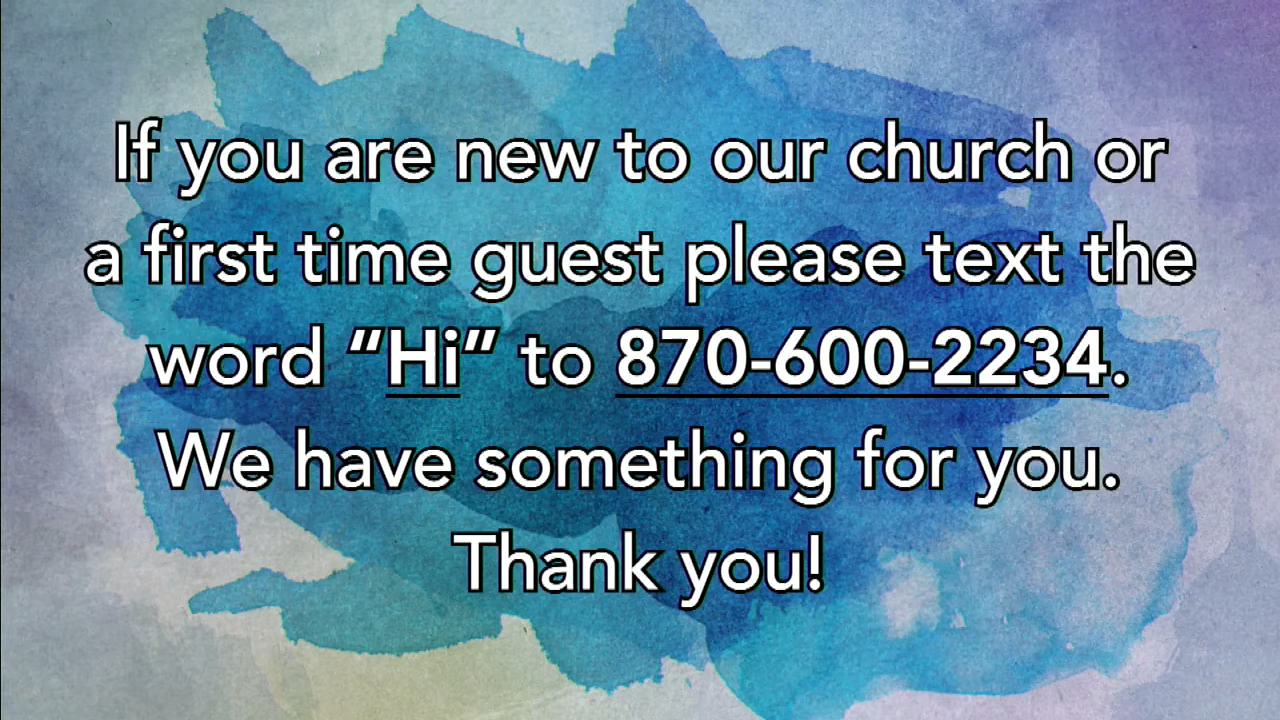 If you are new to our church or
a first time guest please text the
word “Hi” to 870-600-2234.
We have something for you.
Thank you!